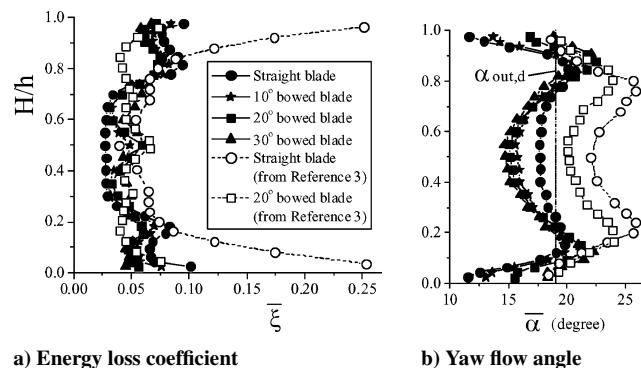 1.0
0.8
0.6
0.4
0.2
0.0
H/h
0.00 0.05 0.10 0.15 0.20 0.25
ξ
Straight blade
10° bowed blade
20° bowed blade
30° bowed blade
Straight blade
(from Reference 3)
20° bowed blade
(from Reference 3)
a) Energy loss coefficient
1.0
0.8
0.6
0.4
0.2
0.0
αout,d
10 15 20 25
α (degree)
b) Yaw flow angle